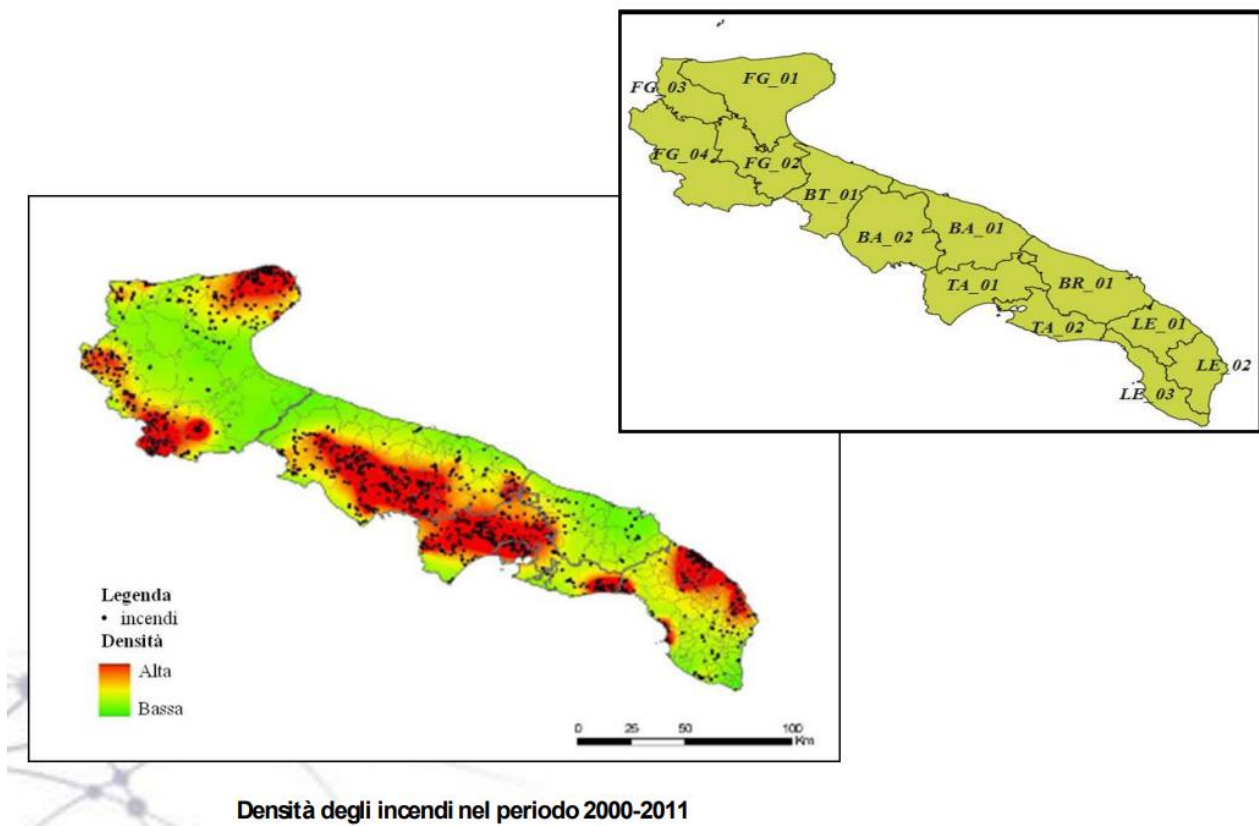 FG_01
FG_03
FG_04
FG_02
BT_01
BA_01
BA_02
TA_01
BR_01
TA_02
LE_01
LE_02
LE_03
Legenda
incendi
Densità
Alta
Bassa
0 25 50 100
Km
Densità degli incendi nel periodo 2000-2011